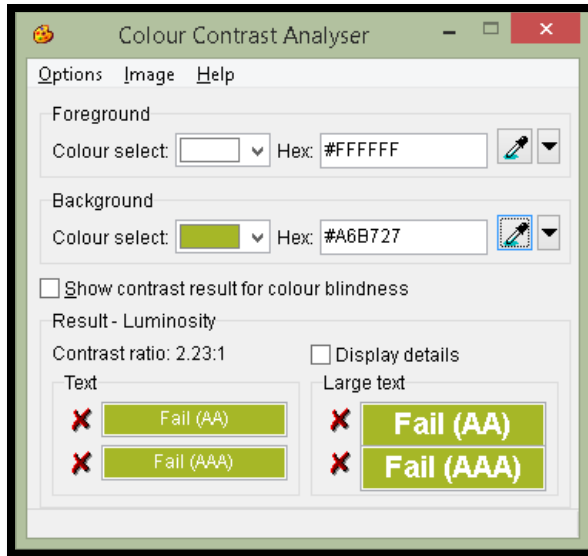 Colour Contrast Analyser
Options Image Help
Foreground
Colour select: Hex: #FFFFFF
Background
Colour select: Hex: #A6B727
Show contrast result for colour blindness
Result - Luminosity
Contrast ratio: 2.23:1 Display details
Text
Fail (AA)
Fail (AAA)
Large text
Fail (AA)
Fail (AAA)